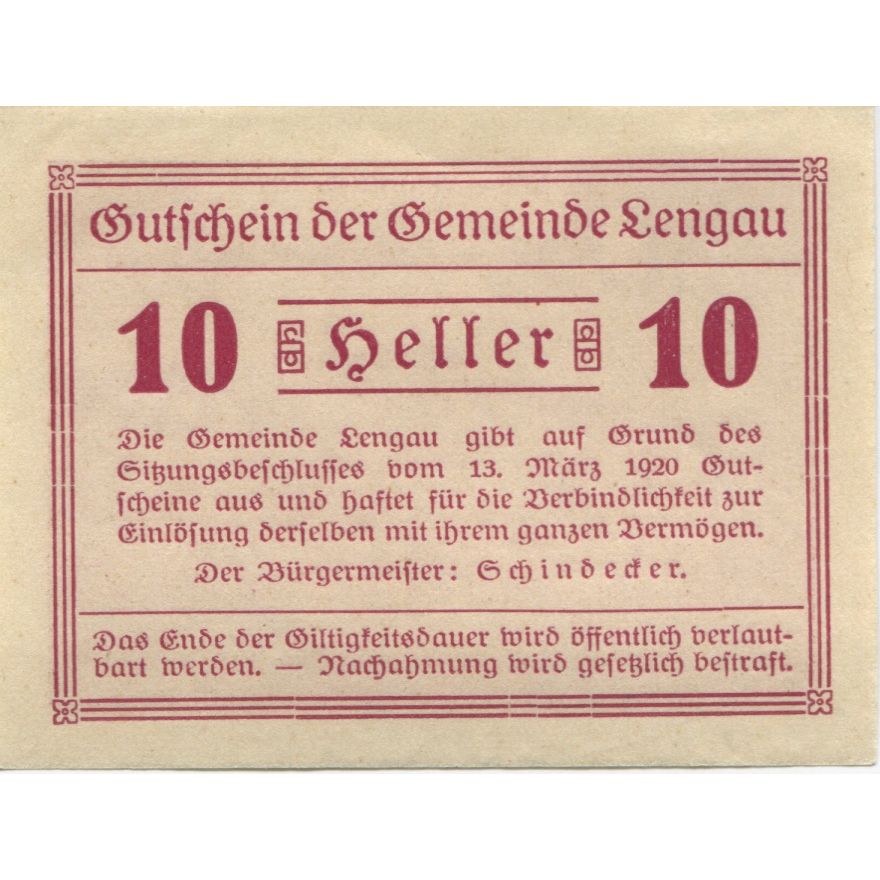 Gutschein der Gemeinde Lengau
10 Heller 10
Die Gemeinde Lengau gibt auf Grund des
Sitzungsbeschlusses vom 13. März 1920 Gut-
scheine aus und haftet für die Verbindlichkeit zur
Einlösung derselben mit ihrem ganzen Vermögen.
Der Bürgermeister: Schindecker.
Das Ende der Giltigkeitsdauer wird öffentlich verlaut-
bart werden. — Nachahmung wird gesetzlich bestraft.